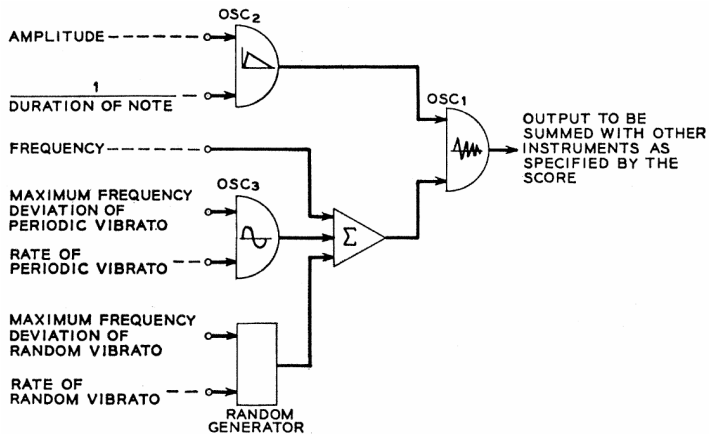 OSC2
AMPLITUDE
1
DURATION OF NOTE
OSC1
OUTPUT TO BE
SUMMED WITH OTHER
INSTRUMENTS AS
SPECIFIED BY THE
SCORE
FREQUENCY
OSC3
MAXIMUM FREQUENCY
DEVIATION OF
PERIODIC VIBRATO
Σ
RATE OF
PERIODIC VIBRATO
MAXIMUM FREQUENCY
DEVIATION OF
RANDOM VIBRATO
RATE OF
RANDOM VIBRATO
RANDOM
GENERATOR